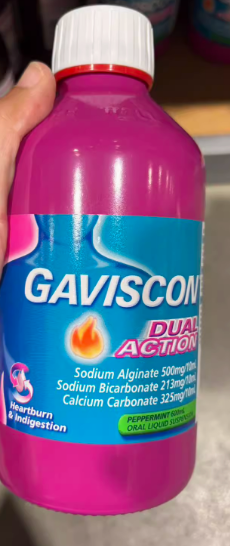 GAVISCON
DUAL
ACTION
Sodium Alginate 500mg/10mL
Sodium Bicarbonate 213mg/10mL
Calcium Carbonate 325mg/10mL
Heartburn
& Indigestion
PEPPERMINT 600mL
ORAL LIQUID